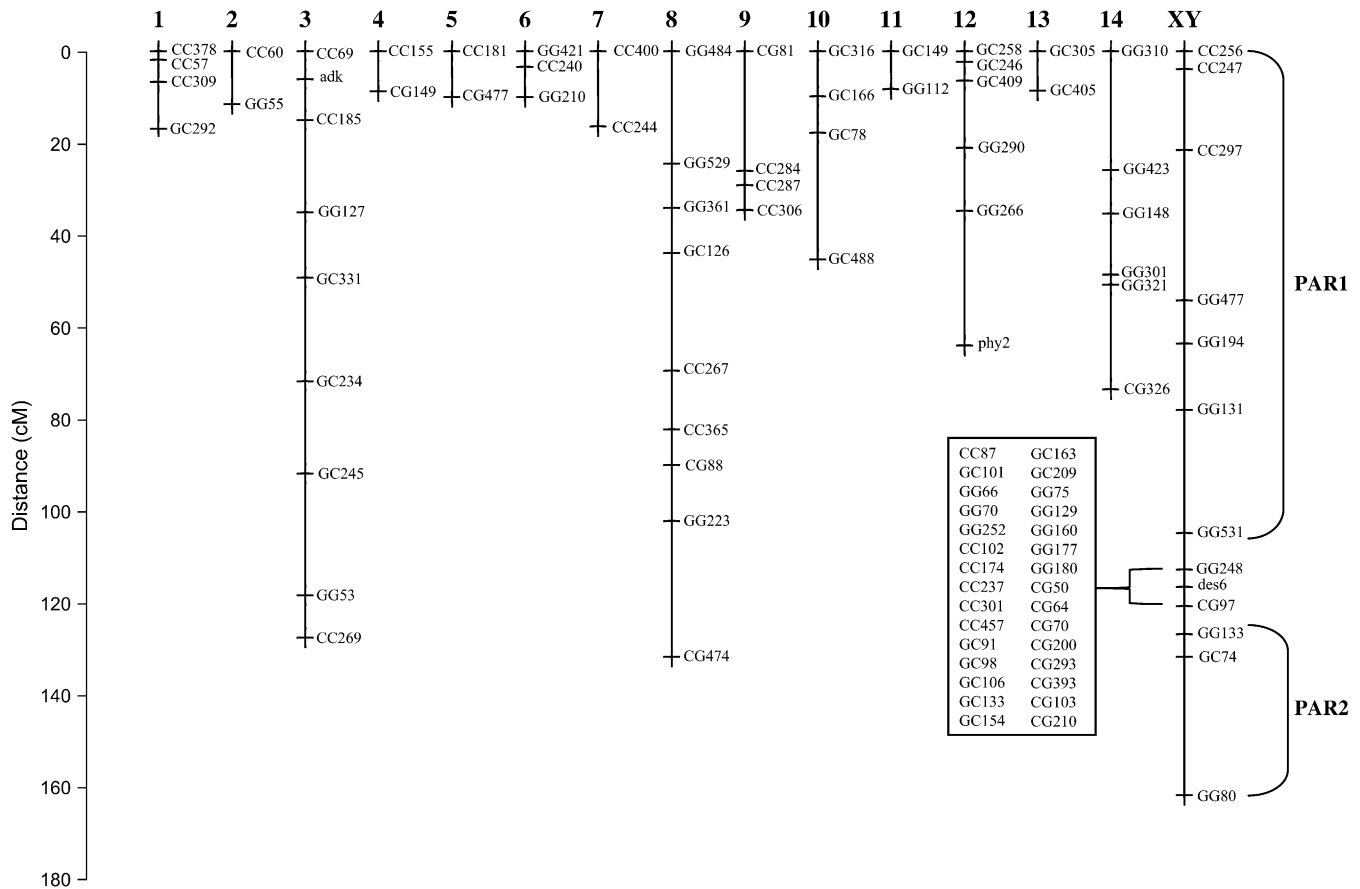 1 2 3 4 5 6 7 8 9 10 11 12 13 14 XY
0 CC378 CC60 CC69 CC155 CC181 GG421 CC400 GG484 CG81 GC316 GC149 GC258 GC305 GG310 CC256
CC57 CC240 GC246 CC247
CC309 adk GC409
GG55 CG149 CG477 GG210 GC166 GG112 GC405
GC292 CC185 CC244 GC78
20 GG290 CC297
GG529 CC284 GG423
CC287
GG127 GG361 CC306 GG266 GG148
40 GC126 GC488
GC331 GG301
GG321 GG477
60 phy2 GG194
PAR1
GC234 CC267 CG326
80 CC365 GG131
GC245 CG88
100 GG223 GG531
Distance (cM)
CC87 GC163
GC101 GC209
GG66 GG75
GG70 GG129
GG252 GG160
CC102 GG177
CC174 GG180
CC237 CG50
CC301 CG64
CC457 CG70
GC91 CG200
GC98 CG293
GC106 CG393
GC133 CG103
GC154 CG210
GG248
des6
120 GG53 CG97
CC269 GG133
CG474 GC74
140
PAR2
160 GG80
180